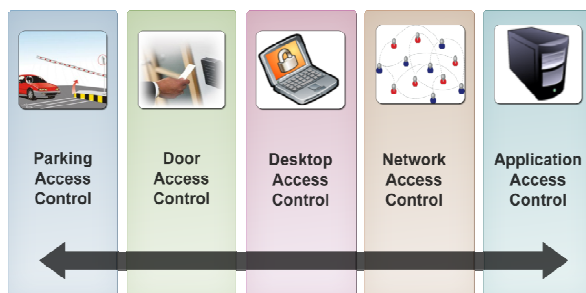 Parking
Access
Control
Door
Access
Control
Desktop
Access
Control
Network
Access
Control
Application
Access
Control